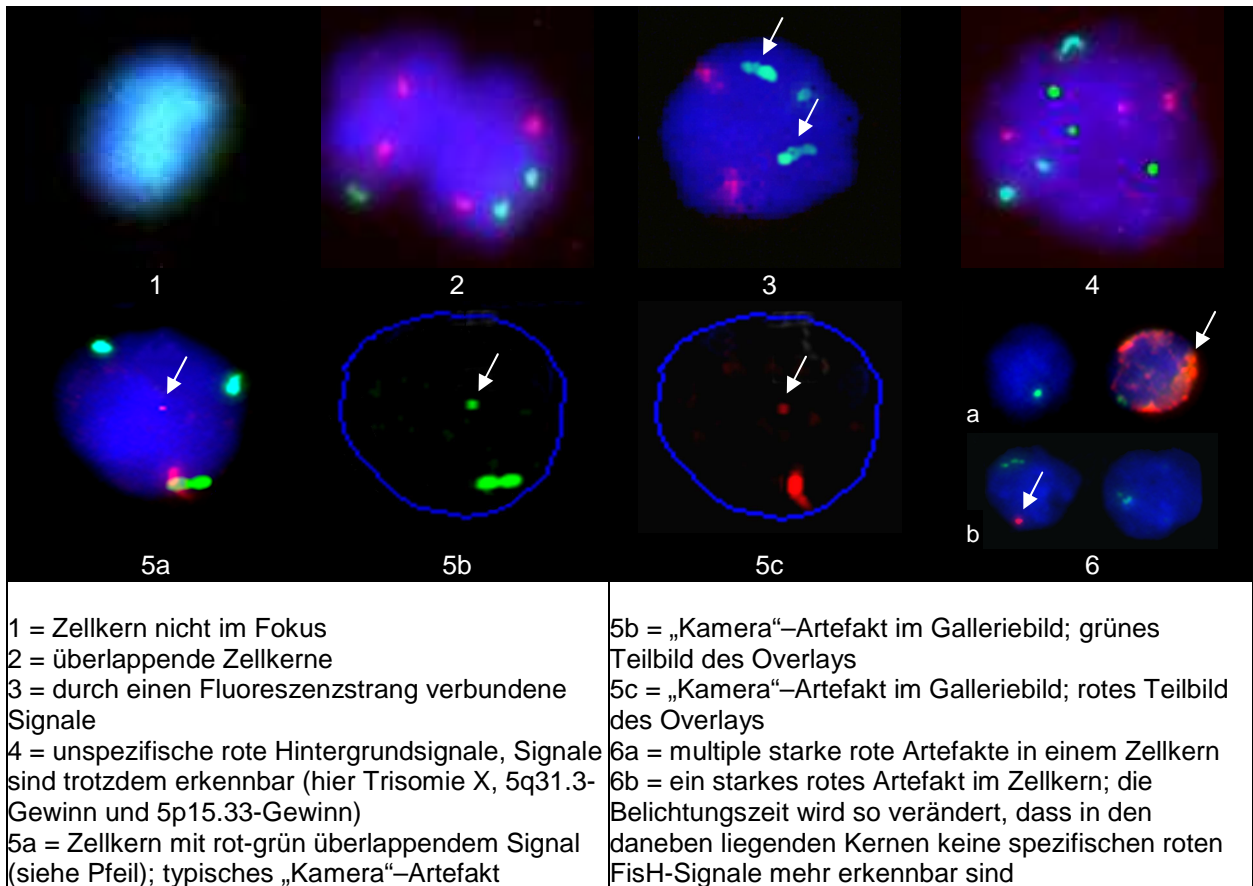 1
2
3
4
5a
5b
5c
a
b
6
1 = Zellkern nicht im Fokus
2 = überlappende Zellkerne
3 = durch einen Fluoreszenzstrang verbundene
Signale
4 = unspezifische rote Hintergrundsignale, Signale
sind trotzdem erkennbar (hier Trisomie X, 5q31.3-
Gewinn und 5p15.33-Gewinn)
5a = Zellkern mit rot-grün überlappendem Signal
(siehe Pfeil); typisches „Kamera“–Artefakt
5b = „Kamera“–Artefakt im Galleriebild; grünes
Teilbild des Overlays
5c = „Kamera“–Artefakt im Galleriebild; rotes Teilbild
des Overlays
6a = multiple starke rote Artefakte in einem Zellkern
6b = ein starkes rotes Artefakt im Zellkern; die
Belichtungszeit wird so verändert, dass in den
daneben liegenden Kernen keine spezifischen roten
FisH-Signale mehr erkennbar sind